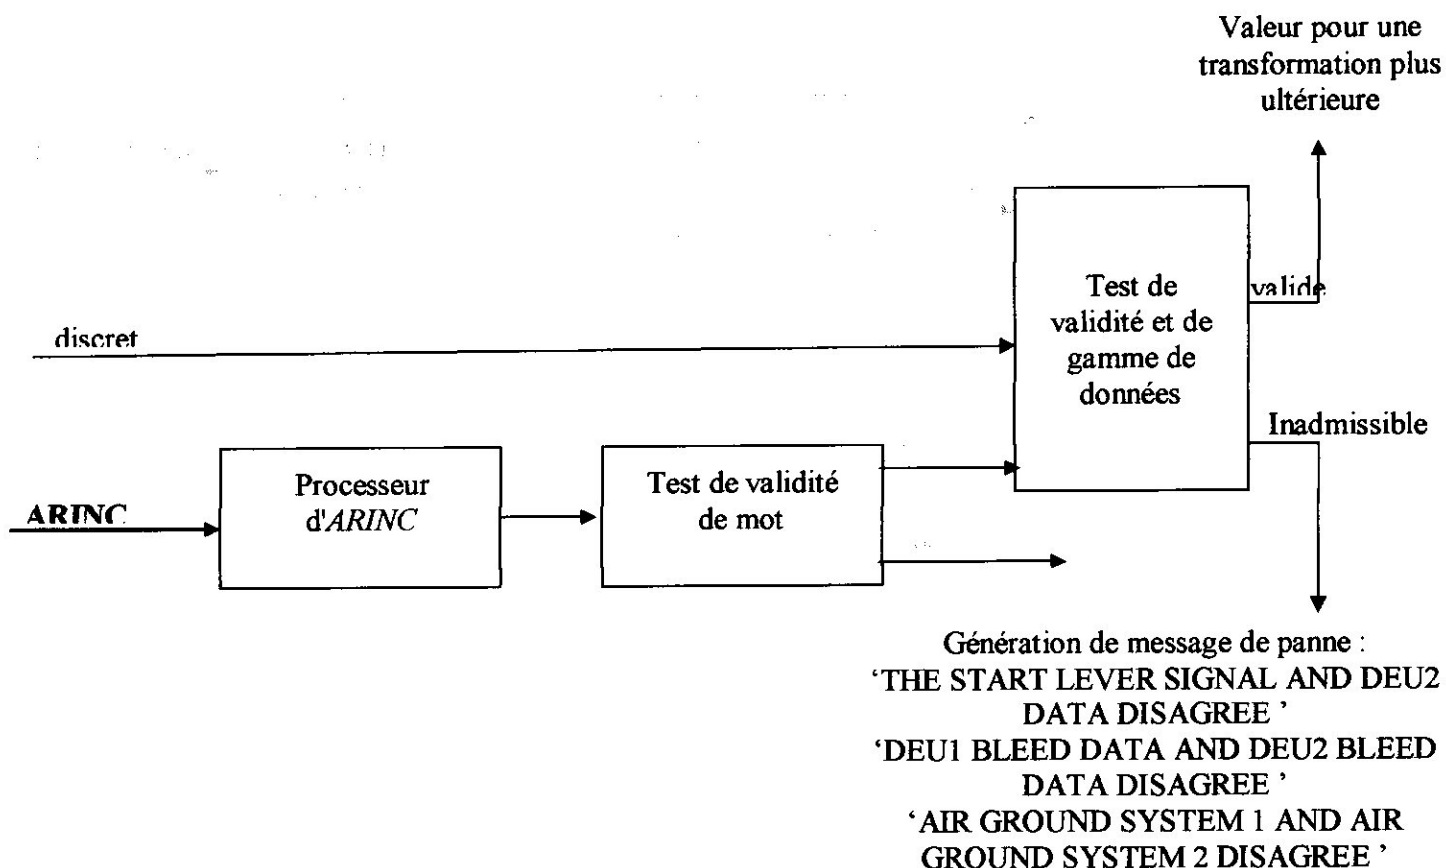 Valeur pour une
transformation plus
ultérieure
Test de
validité et de
gamme de
données
valide
discret
Inadmissible
ARINC
Processeur
d'ARINC
Test de validité
de mot
Génération de message de panne :
‘THE START LEVER SIGNAL AND DEU2
DATA DISAGREE ’
‘DEU1 BLEED DATA AND DEU2 BLEED
DATA DISAGREE ’
‘AIR GROUND SYSTEM 1 AND AIR
GROUND SYSTEM 2 DISAGREE ’